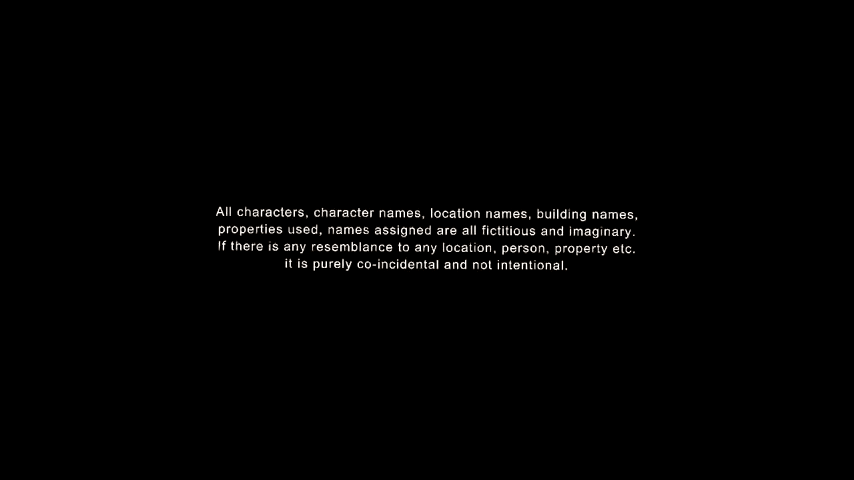 All characters, character names, location names, building names,
properties used, names assigned are all fictitious and imaginary.
If there is any resemblance to any location, person, property etc.
it is purely co-incidental and not intentional.